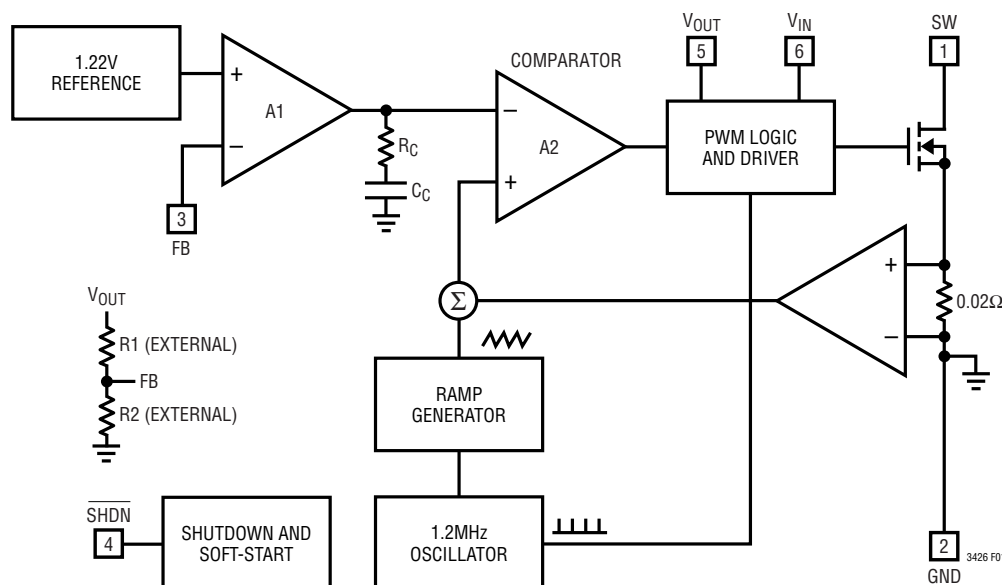 1.22V
REFERENCE
+
A1
−
3
FB
RC
CC
COMPARATOR
−
A2
+
VOUT
5
VIN
6
PWM LOGIC
AND DRIVER
SW
1
+
−
0.02Ω
Σ
RAMP
GENERATOR
VOUT
R1 (EXTERNAL)
FB
R2 (EXTERNAL)
SHDN
4
SHUTDOWN AND
SOFT-START
1.2MHz
OSCILLATOR
2
GND